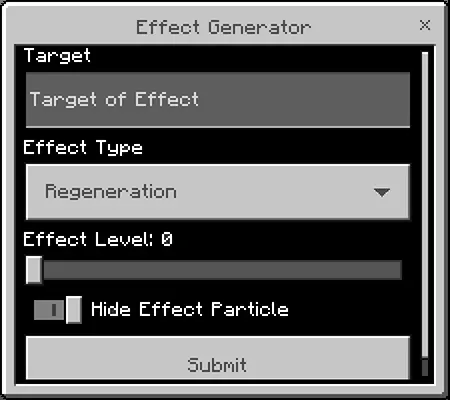 Effect Generator
Target
Target of Effect
Effect Type
Regeneration
Effect Level: 0
Hide Effect Particle
Submit